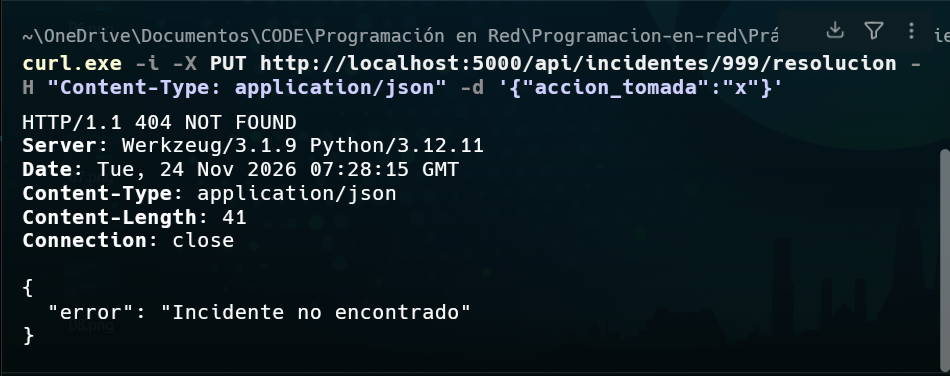 ~\OneDrive\Documentos\CODE\Programación en Red\Programacion-en-red\Prá
curl.exe -i -X PUT http://localhost:5000/api/incidentes/999/resolucion -
H "Content-Type: application/json" -d '{"accion_tomada":"x"}'
HTTP/1.1 404 NOT FOUND
Server: Werkzeug/3.1.9 Python/3.12.11
Date: Tue, 24 Nov 2026 07:28:15 GMT
Content-Type: application/json
Content-Length: 41
Connection: close
{
"error": "Incidente no encontrado"
}